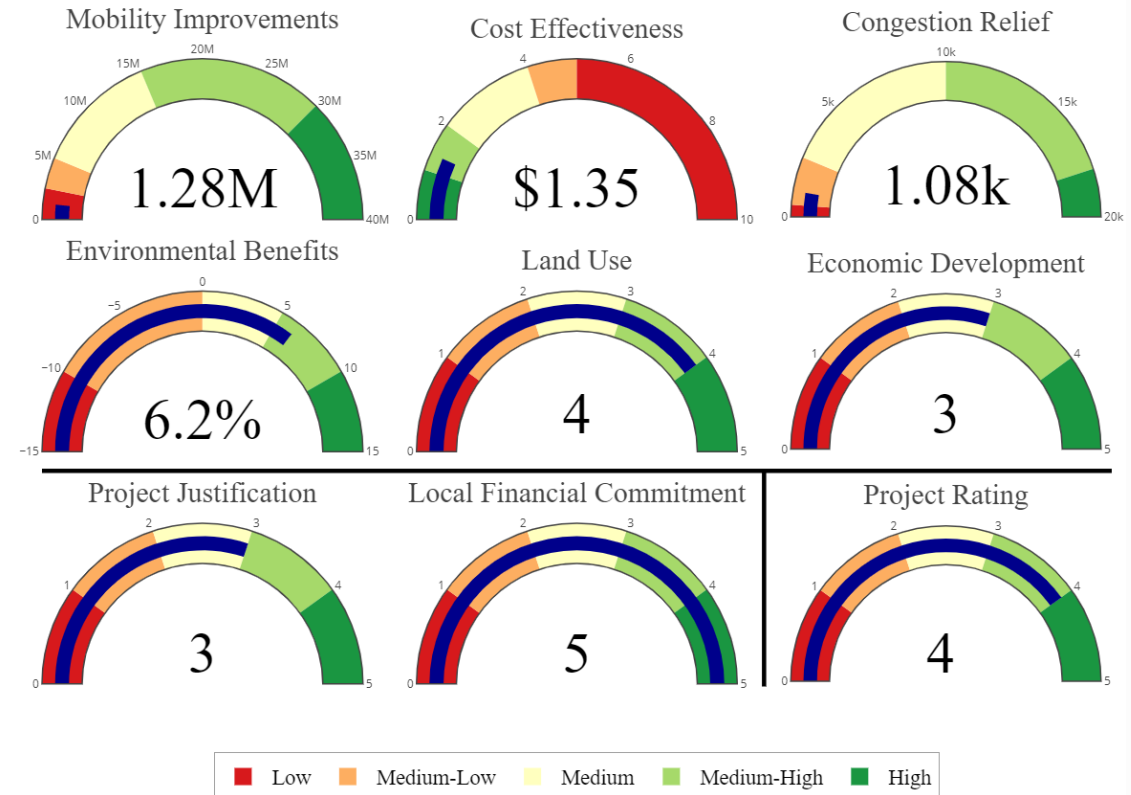 Mobility Improvements
Cost Effectiveness
Congestion Relief
0 5M 10M 15M 20M 25M 30M 35M 40M
0 2 4 6 8 10
0 5k 10k 15k 20k
1.28M
$1.35
1.08k
Environmental Benefits
Land Use
Economic Development
−15 −10 −5 0 5 10 15
0 1 2 3 4 5
0 1 2 3 4 5
6.2%
4
3
Project Justification
Local Financial Commitment
Project Rating
0 1 2 3 4 5
0 1 2 3 4 5
0 1 2 3 4 5
3
5
4
Low Medium-Low Medium Medium-High High